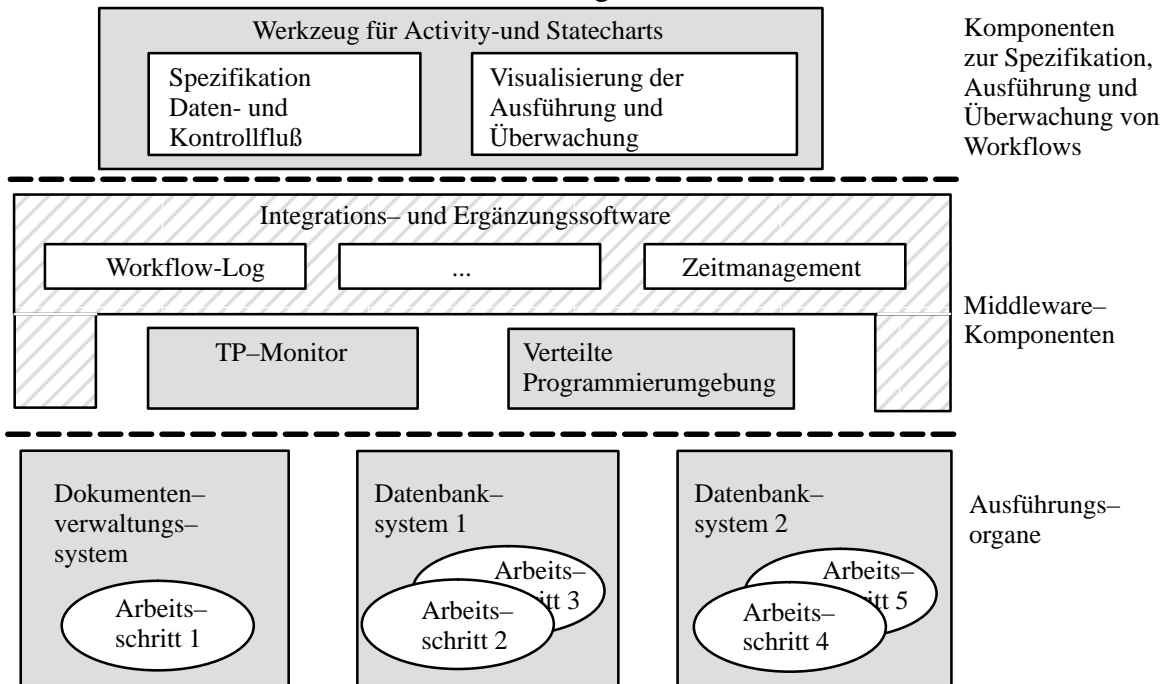 Werkzeug für Activity-und Statecharts
Spezifikation
Daten- und
Kontrollfluß
Visualisierung der
Ausführung und
Überwachung
Komponenten
zur Spezifikation,
Ausführung und
Überwachung von
Workflows
Integrations– und Ergänzungssoftware
Workflow-Log
...
Zeitmanagement
TP–Monitor
Verteilte
Programmierumgebung
Middleware–
Komponenten
Dokumenten–
verwaltungs–
system
Arbeits–
schritt 1
Datenbank–
system 1
Arbeits–
itt 3
Arbeits–
schritt 2
Datenbank–
system 2
Arbeits–
itt 5
Arbeits–
schritt 4
Ausführungs–
organe